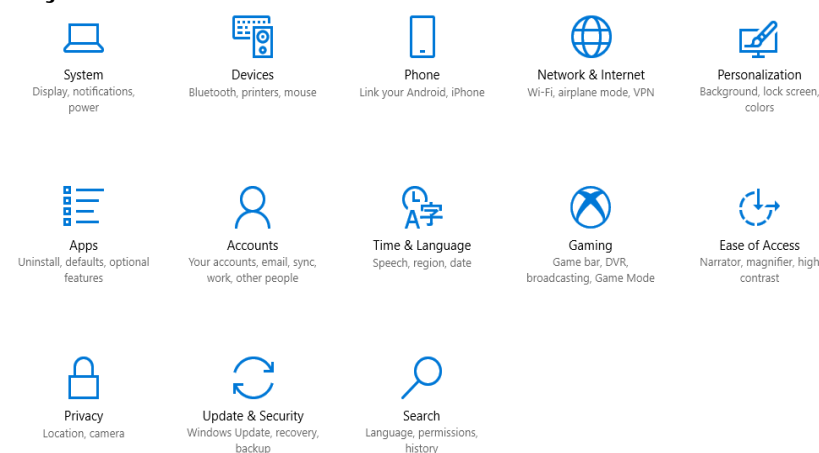 System
Display, notifications,
power
Devices
Bluetooth, printers, mouse
Phone
Link your Android, iPhone
Network & Internet
Wi-Fi, airplane mode, VPN
Personalization
Background, lock screen,
colors
Apps
Uninstall, defaults, optional
features
Accounts
Your accounts, email, sync,
work, other people
Time & Language
Speech, region, date
Gaming
Game bar, DVR,
broadcasting, Game Mode
Ease of Access
Narrator, magnifier, high
contrast
Privacy
Location, camera
Update & Security
Windows Update, recovery,
backup
Search
Language, permissions,
history